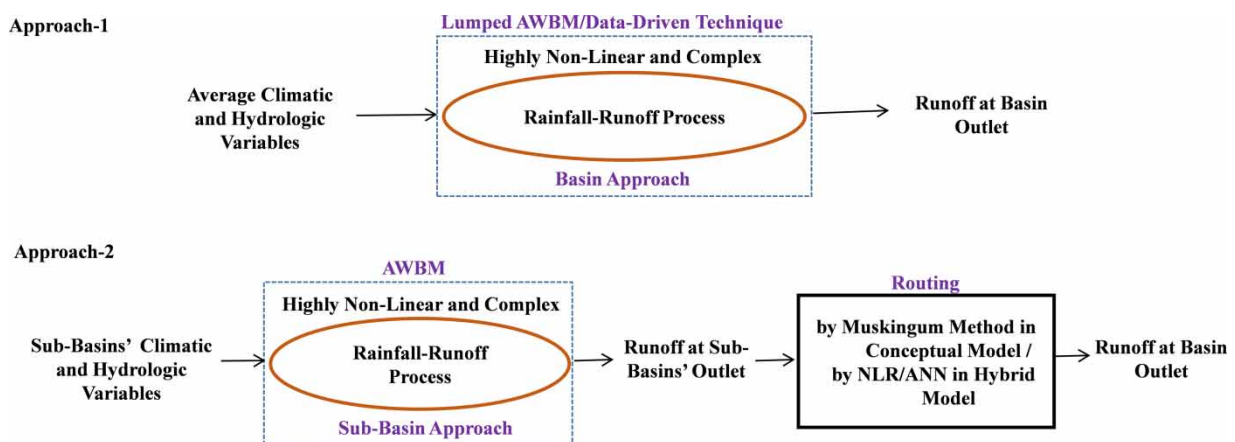 Approach-1
Lumped AWBM/Data-Driven Technique
Highly Non-Linear and Complex
Average Climatic
and Hydrologic
Variables
Rainfall-Runoff Process
Basin Approach
Runoff at Basin
Outlet
Approach-2
AWBM
Highly Non-Linear and Complex
Sub-Basins' Climatic
and Hydrologic
Variables
Rainfall-Runoff
Process
Sub-Basin Approach
Runoff at Sub-
Basins' Outlet
Routing
by Muskingum Method in
Conceptual Model /
by NLR/ANN in Hybrid
Model
Runoff at Basin
Outlet